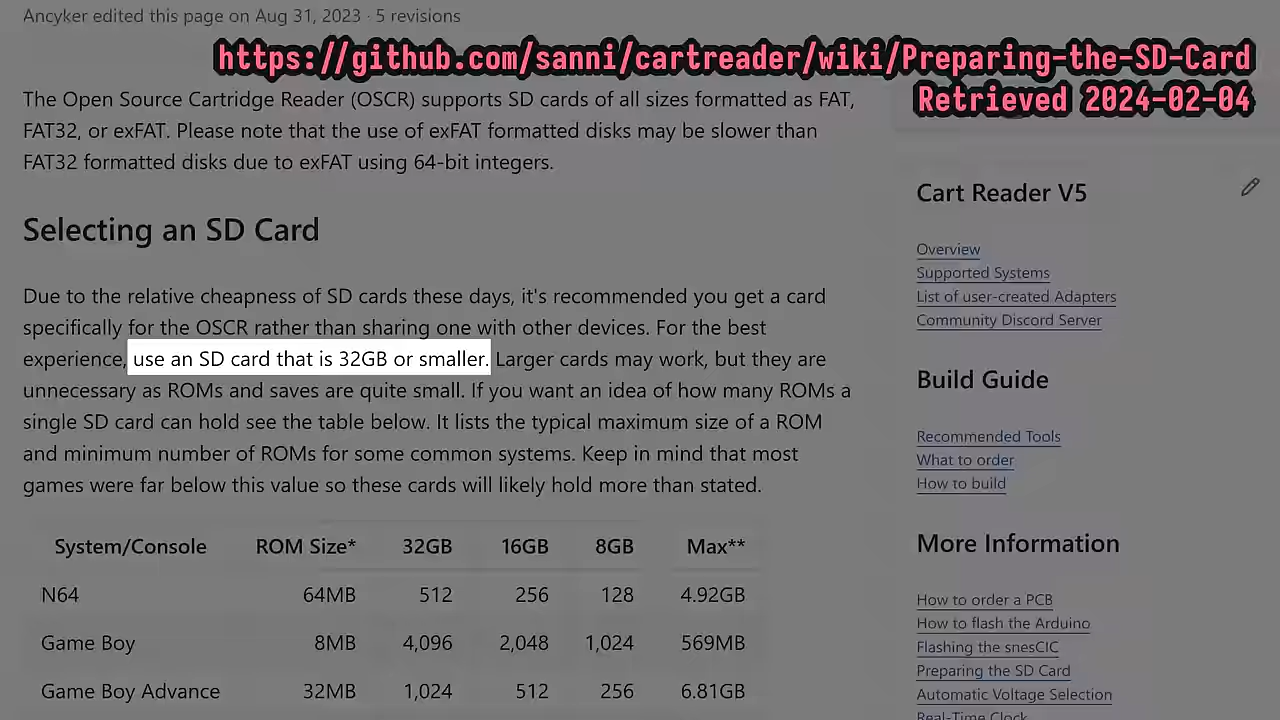 Ancyker edited this page on Aug 31, 2023 · 5 revisions
https://github.com/sanni/cartreader/wiki/Preparing-the-SD-Card
Retrieved 2024-02-04
The Open Source Cartridge Reader (OSCR) supports SD cards of all sizes formatted as FAT,
FAT32, or exFAT. Please note that the use of exFAT formatted disks may be slower than
FAT32 formatted disks due to exFAT using 64-bit integers.
Selecting an SD Card
Due to the relative cheapness of SD cards these days, it's recommended you get a card
specifically for the OSCR rather than sharing one with other devices. For the best
experience, use an SD card that is 32GB or smaller. Larger cards may work, but they are
unnecessary as ROMs and saves are quite small. If you want an idea of how many ROMs a
single SD card can hold see the table below. It lists the typical maximum size of a ROM
and minimum number of ROMs for some common systems. Keep in mind that most
games were far below this value so these cards will likely hold more than stated.
System/Console ROM Size* 32GB 16GB 8GB Max**
N64 64MB 512 256 128 4.92GB
Game Boy 8MB 4,096 2,048 1,024 569MB
Game Boy Advance 32MB 1,024 512 256 6.81GB
Cart Reader V5
Overview
Supported Systems
List of user-created Adapters
Community Discord Server
Build Guide
Recommended Tools
What to order
How to build
More Information
How to order a PCB
How to flash the Arduino
Flashing the snesCIC
Preparing the SD Card
Automatic Voltage Selection
Real-Time Clock